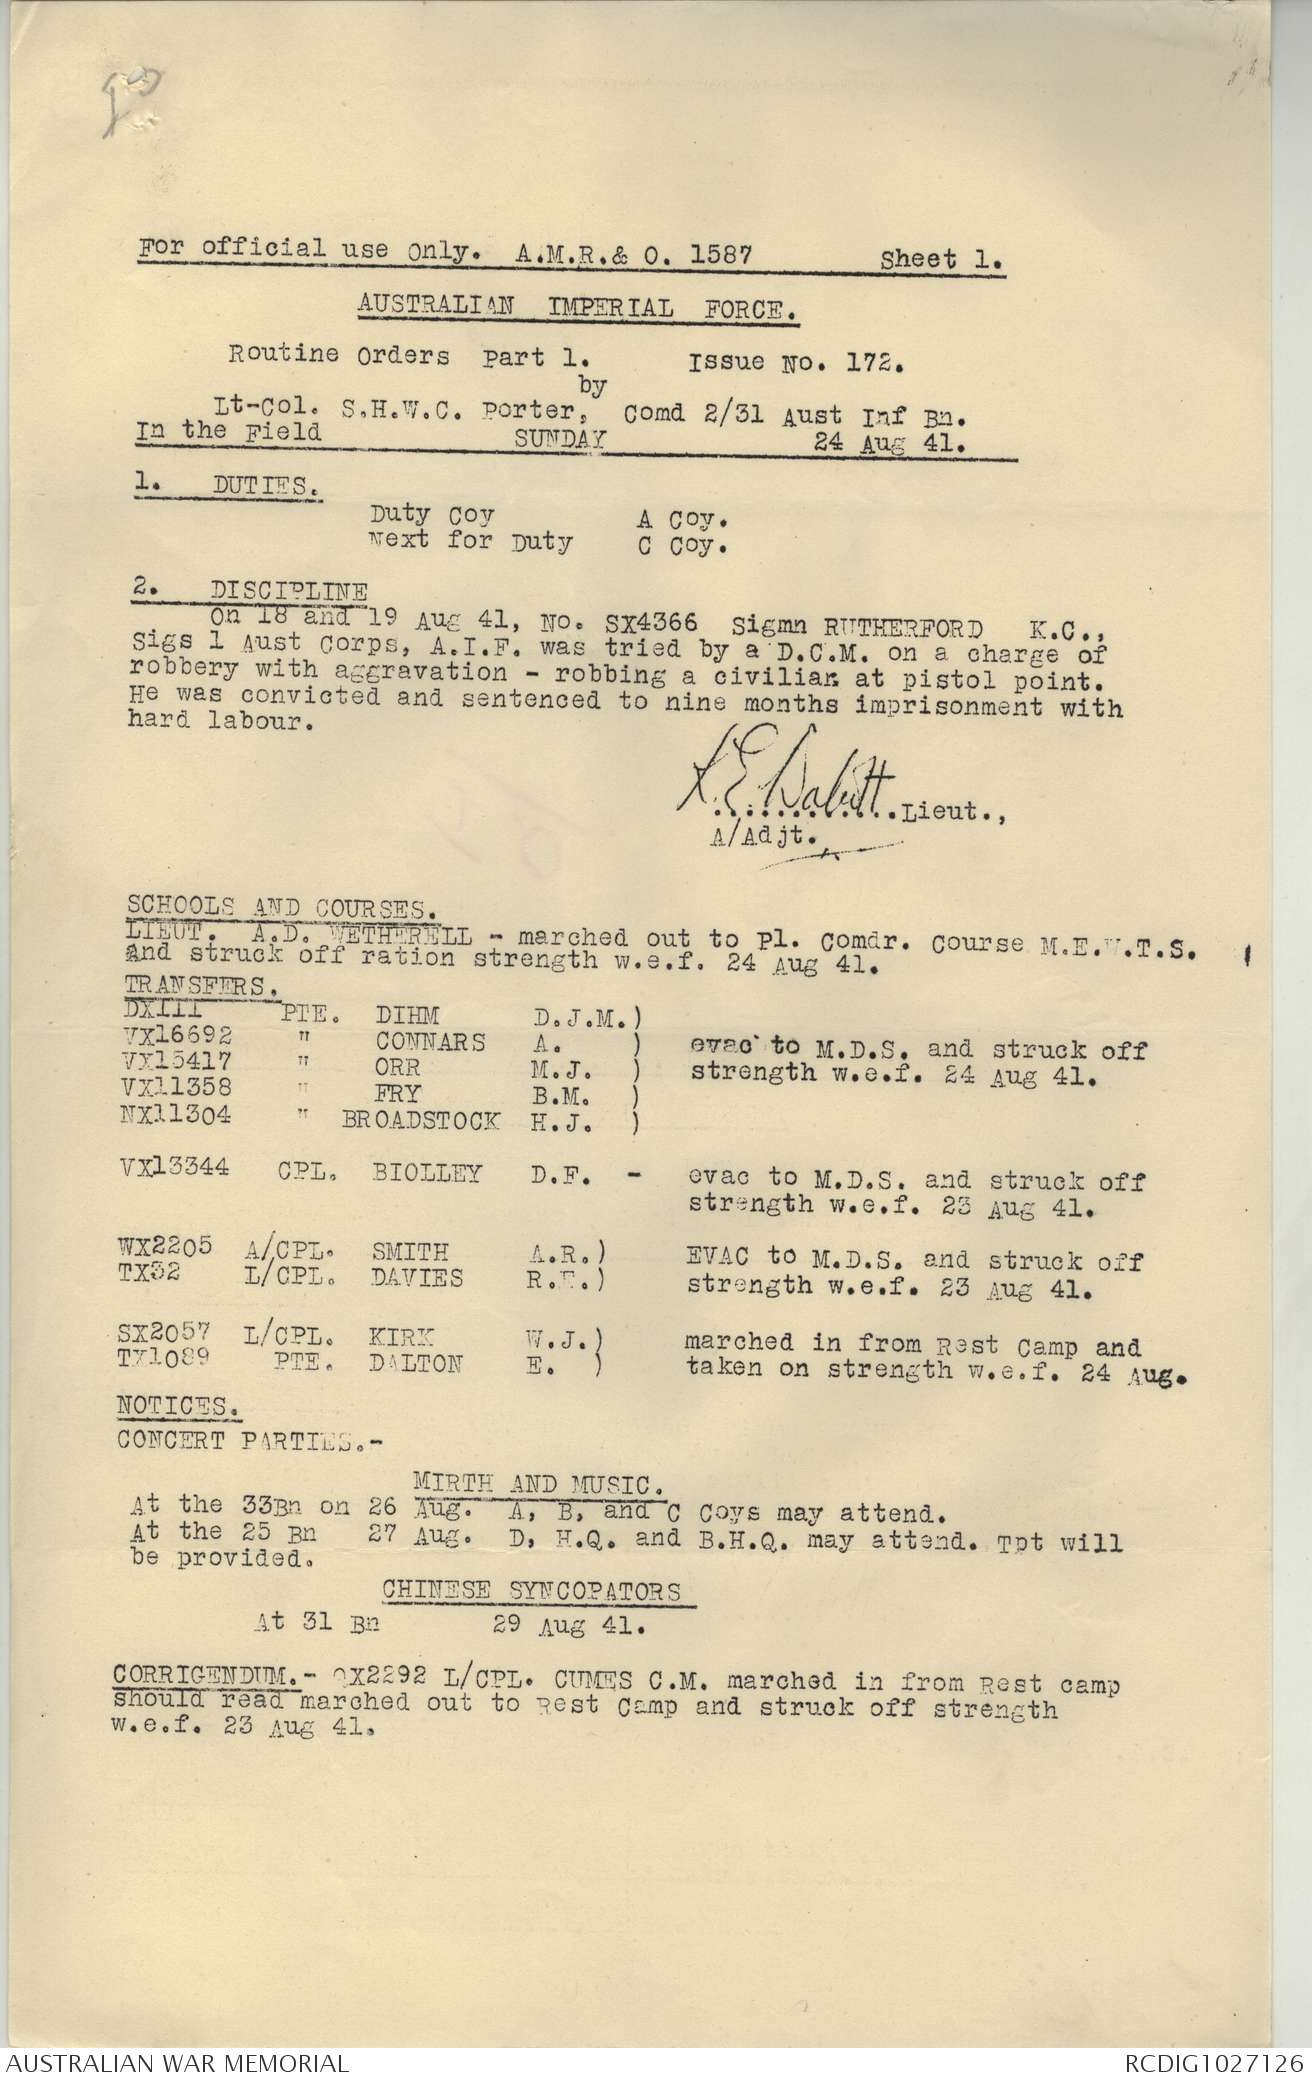 For official use Only. A.M.R.& O. 1587 Sheet 1.
AUSTRALIAN IMPERIAL FORCE.
Routine Orders Part 1. Issue No. 172.
by
Lt-Col. S.H.W.C. Porter, Comd 2/31 Aust Inf Bn.
In the Field SUNDAY 24 Aug 41.
1. DUTIES.
Duty Coy A Coy.
Next for Duty C Coy.
2. DISCIPLINE
On 18 and 19 Aug 41, No. SX4366 Sigmn RUTHERFORD K.C.,
Sigs 1 Aust Corps, A.I.F. was tried by a D.C.M. on a charge of
robbery with aggravation - robbing a civilian at pistol point.
He was convicted and sentenced to nine months imprisonment with
hard labour.
...........Lieut.,
A/Adjt.
SCHOOLS AND COURSES.
LIEUT. A.D. WETHERELL - marched out to Pl. Comdr. Course M.E.W.T.S.
and struck off ration strength w.e.f. 24 Aug 41.
TRANSFERS.
DX111 PTE. DIHM D.J.M.)
VX16692 " CONNARS A. ) evac to M.D.S. and struck off
VX15417 " ORR M.J. ) strength w.e.f. 24 Aug 41.
VX11358 " FRY B.M. )
NX11304 " BROADSTOCK H.J. )
VX13344 CPL. BIOLLEY D.F. - evac to M.D.S. and struck off
strength w.e.f. 23 Aug 41.
WX2205 A/CPL. SMITH A.R.) EVAC to M.D.S. and struck off
TX32 L/CPL. DAVIES R.E.) strength w.e.f. 23 Aug 41.
SX2057 L/CPL. KIRK W.J.) marched in from Rest Camp and
TX1089 PTE. DALTON E. ) taken on strength w.e.f. 24 Aug.
NOTICES.
CONCERT PARTIES.-
MIRTH AND MUSIC.
At the 33Bn on 26 Aug. A, B, and C Coys may attend.
At the 25 Bn 27 Aug. D, H.Q. and B.H.Q. may attend. Tpt will
be provided.
CHINESE SYNCOPATORS
At 31 Bn 29 Aug 41.
CORRIGENDUM.- QX2292 L/CPL. CUMES C.M. marched in from Rest camp
should read marched out to Rest Camp and struck off strength
w.e.f. 23 Aug 41.
AUSTRALIAN WAR MEMORIAL RCDIG1027126